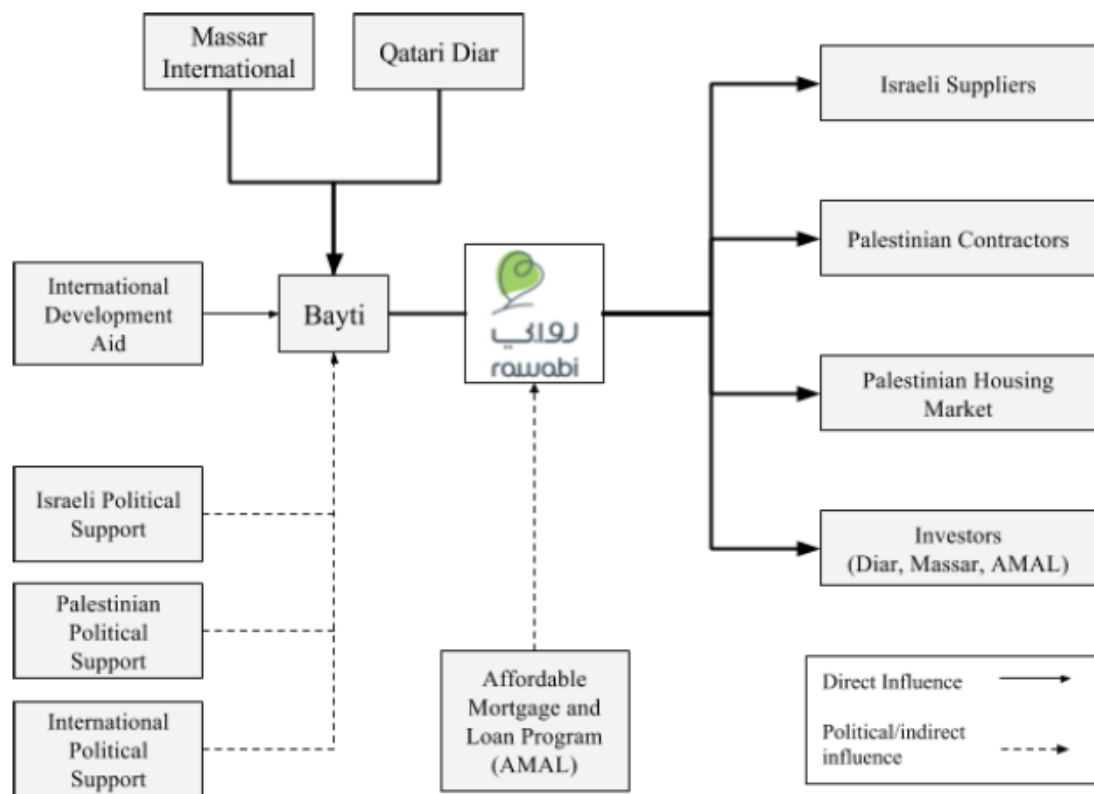 Massar
International
Qatari Diar
Israeli Suppliers
Palestinian Contractors
International
Development
Aid
Bayti
روابي
rawabi
Palestinian Housing
Market
Israeli Political
Support
Investors
(Diar, Massar, AMAL)
Palestinian
Political
Support
Affordable
Mortgage and
Loan Program
(AMAL)
International
Political
Support
Direct Influence
Political/indirect
influence